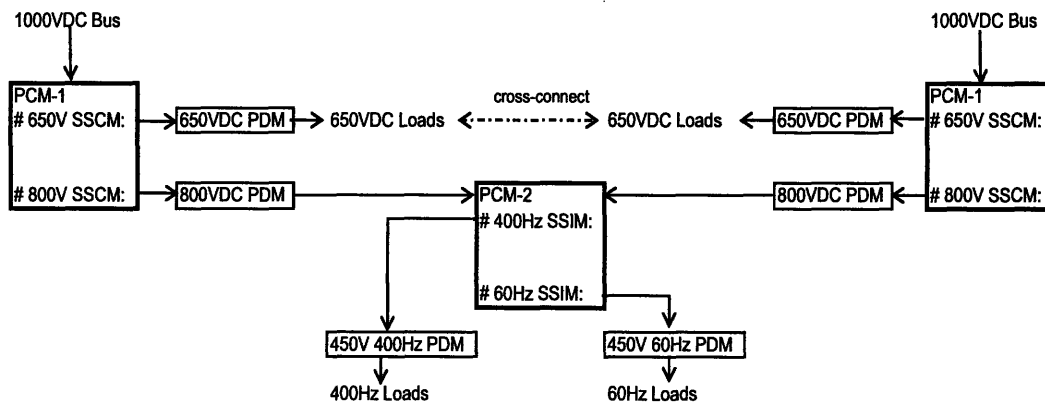 1000VDC Bus
1000VDC Bus
PCM-1
# 650V SSCM:
# 800V SSCM:
650VDC PDM
650VDC Loads
cross-connect
650VDC Loads
650VDC PDM
PCM-1
# 650V SSCM:
# 800V SSCM:
800VDC PDM
PCM-2
# 400Hz SSIM:
# 60Hz SSIM:
800VDC PDM
450V 400Hz PDM
450V 60Hz PDM
400Hz Loads
60Hz Loads